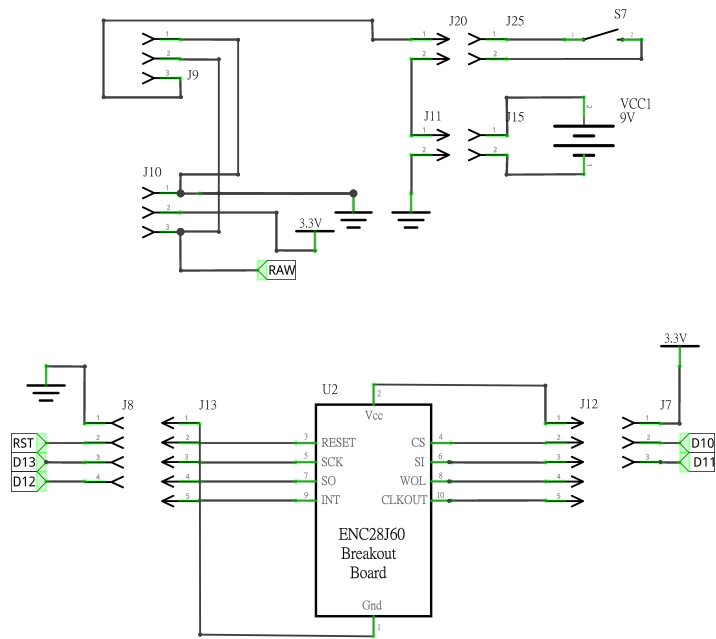 J20 J25 S7
1 1 1 1 2
2 2 2
3 J9
J11 J15 VCC1
9V
1 1 2
2 2 1
J10
1
2 3.3V
3
RAW
3.3V
J8 J13 U2 J12 J7
2
Vcc
1 1 1 1
RST 2 2 3 RESET CS 4 2 2 D10
D13 3 3 5 SCK SI 6 3 3 D11
D12 4 4 7 SO WOL 8 4
5 9 INT CLKOUT 10 5
ENC28J60
Breakout
Board
Gnd
1